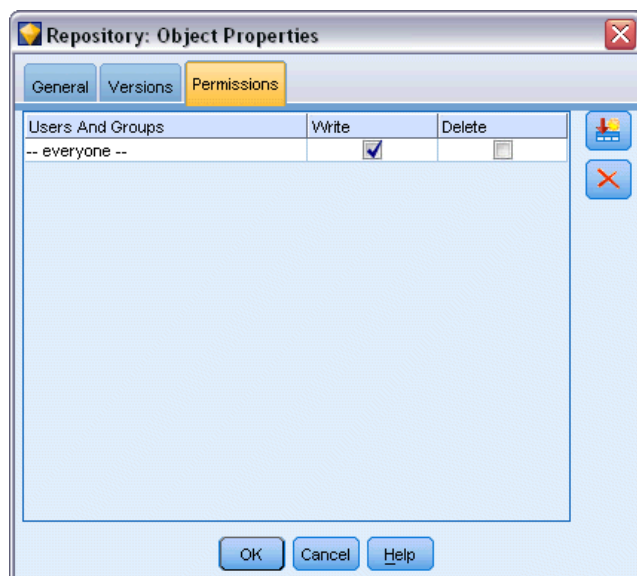 Repository: Object Properties
General Versions Permissions
Users And Groups Write Delete
-- everyone --
OK Cancel Help